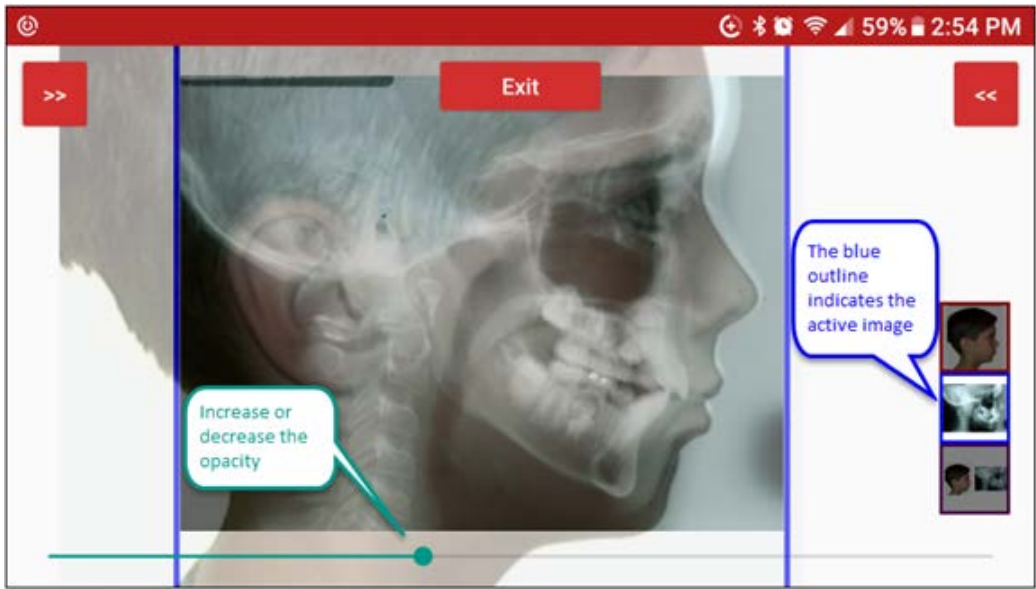 59% 2:54 PM
>>
Exit
<<
The blue
outline
indicates the
active image
Increase or
decrease the
opacity